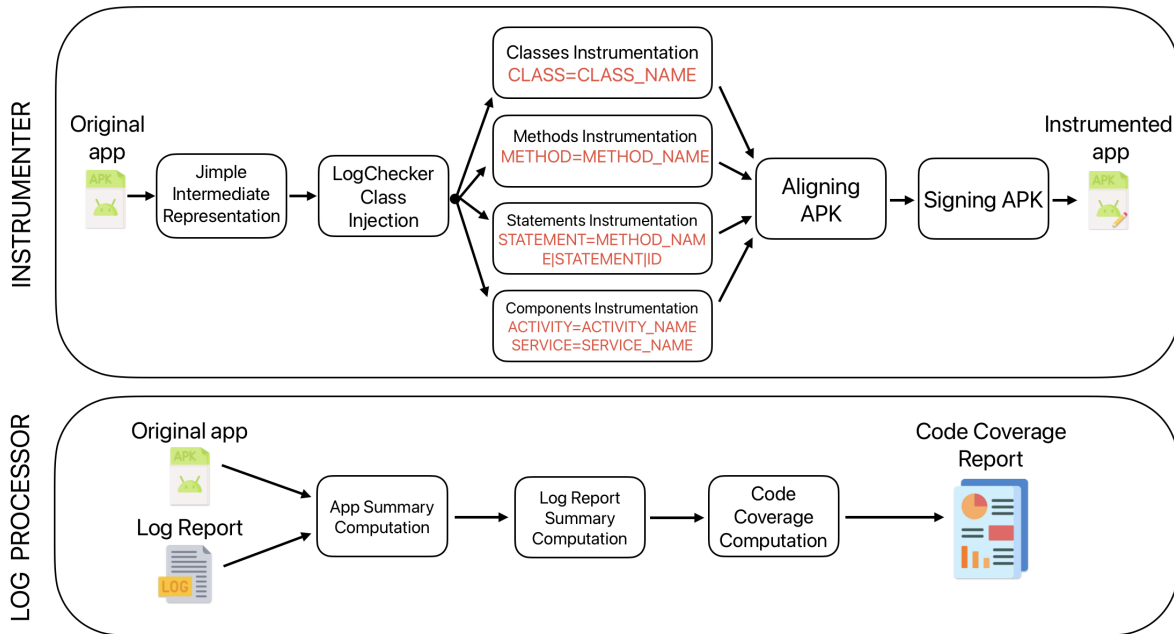 INSTRUMENTER
Original
app
APK
Jimple
Intermediate
Representation
LogChecker
Class
Injection
Classes Instrumentation
CLASS=CLASS_NAME
Methods Instrumentation
METHOD=METHOD_NAME
Statements Instrumentation
STATEMENT=METHOD_NAM
E|STATEMENT|ID
Components Instrumentation
ACTIVITY=ACTIVITY_NAME
SERVICE=SERVICE_NAME
Aligning
APK
Signing APK
Instrumented
app
APK
LOG PROCESSOR
Original app
APK
Log Report
LOG
App Summary
Computation
Log Report
Summary
Computation
Code
Coverage
Computation
Code Coverage
Report